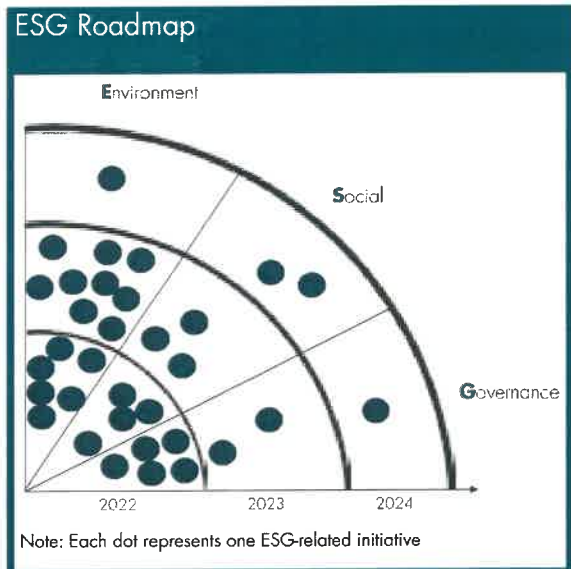 ESG Roadmap
Environment
Social
Governance
2022
2023
2024
Note: Each dot represents one ESG-related initiative